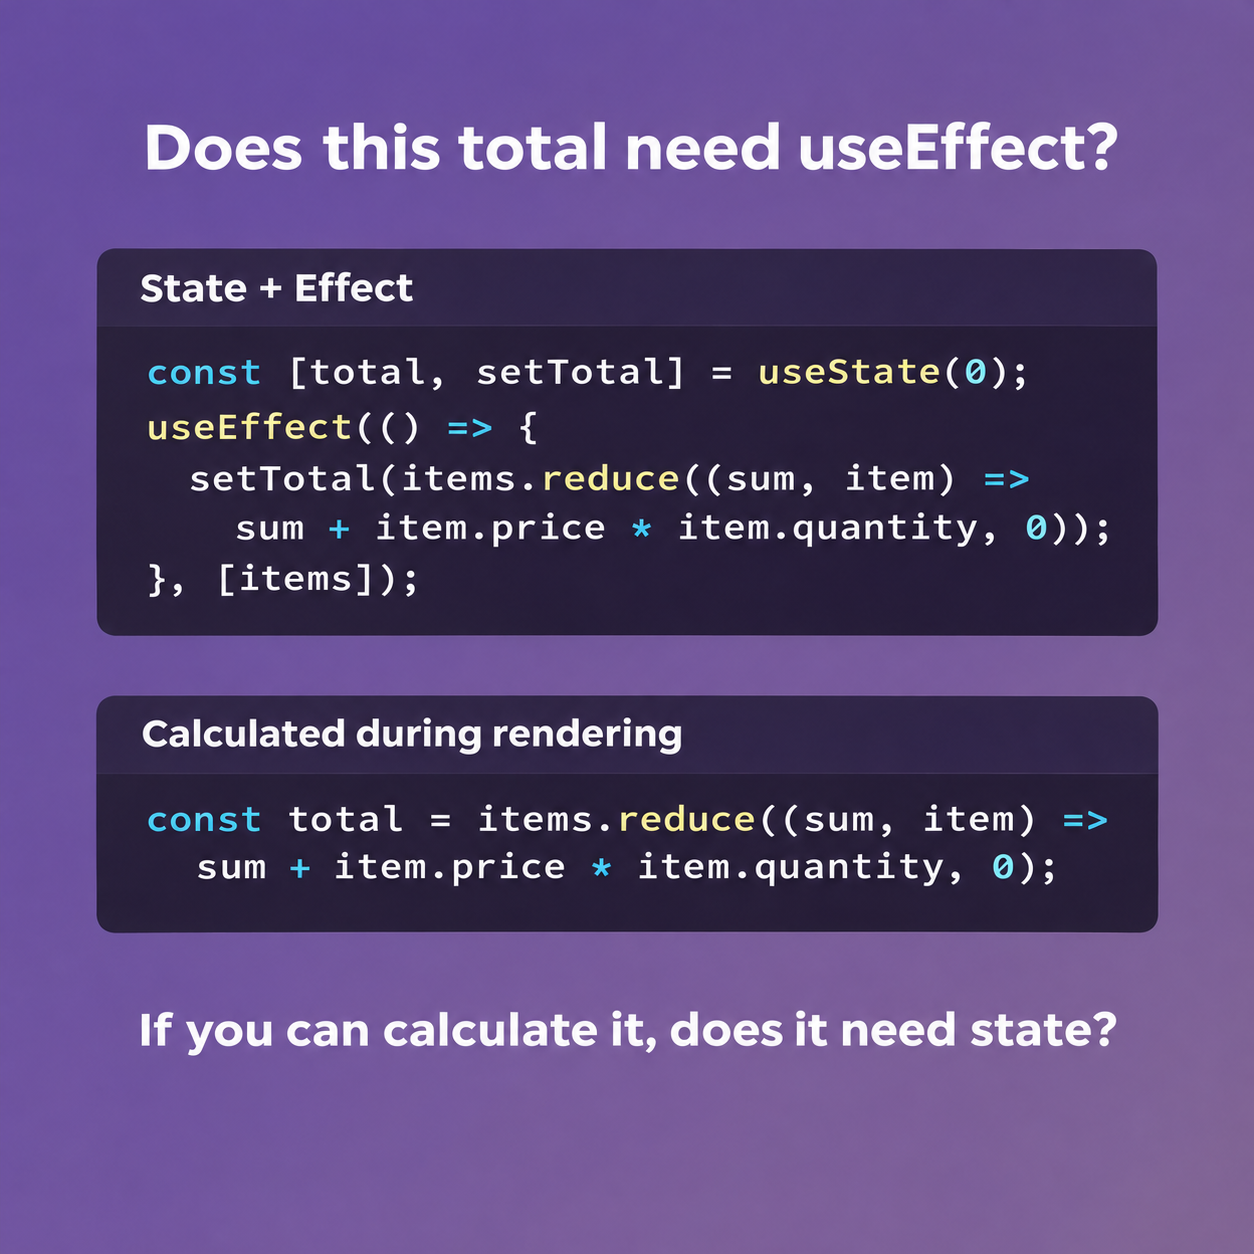 Does this total need useEffect?
State + Effect
const [total, setTotal] = useState(0);
useEffect(() => {
  setTotal(items.reduce((sum, item) =>
    sum + item.price * item.quantity, 0));
}, [items]);
Calculated during rendering
const total = items.reduce((sum, item) =>
  sum + item.price * item.quantity, 0);
If you can calculate it, does it need state?